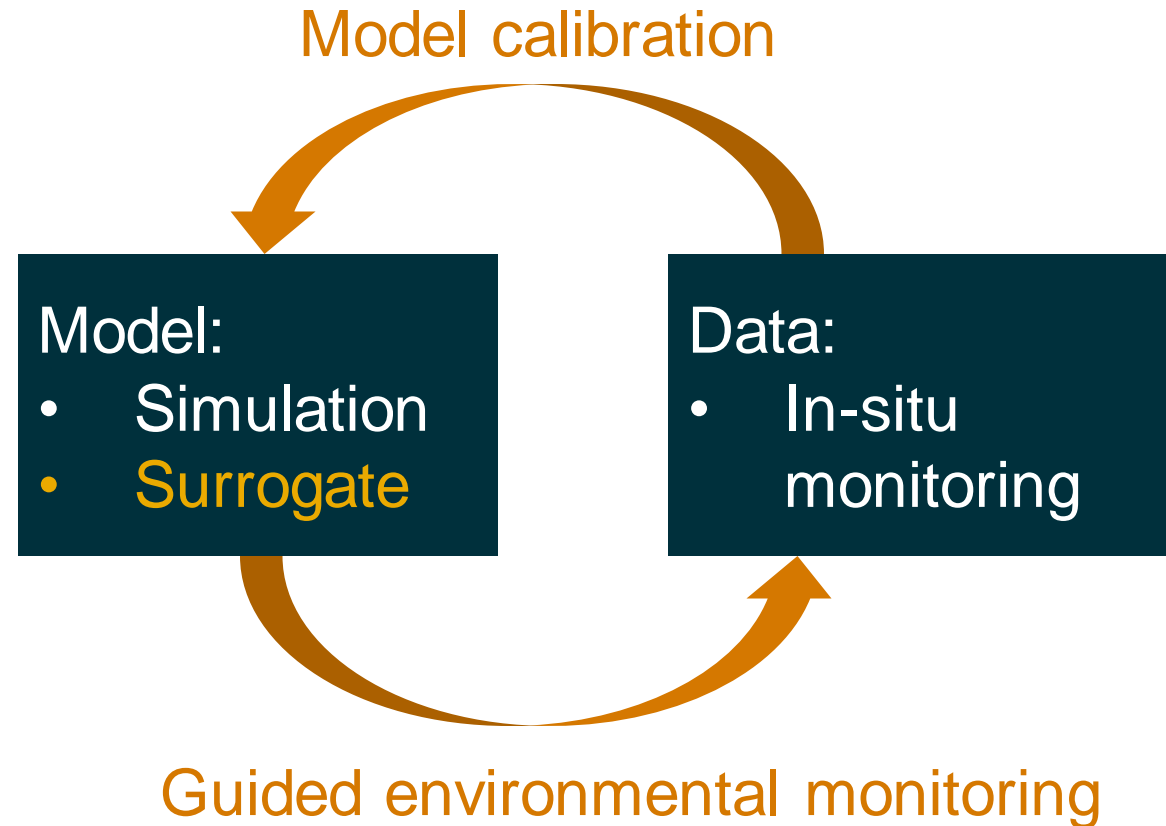 Model calibration
Model:
• Simulation
• Surrogate
Data:
• In-situ
monitoring
Guided environmental monitoring